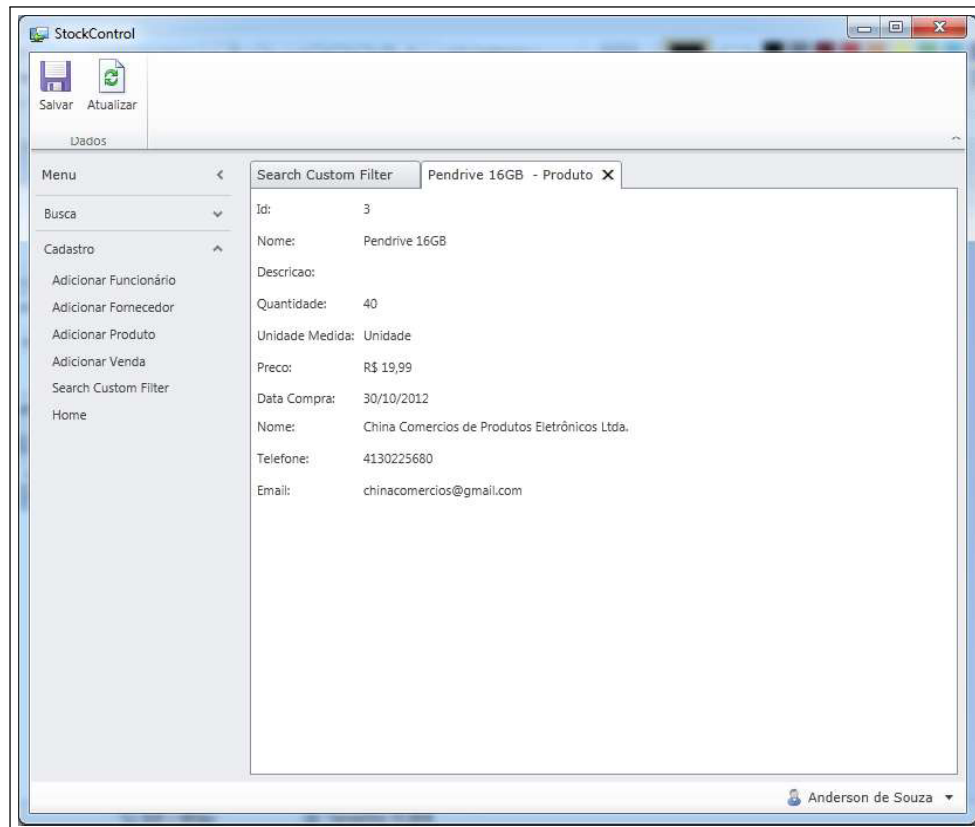 StockControl
Salvar Atualizar
Dados
Menu
Busca
Cadastro
Adicionar Funcionário
Adicionar Fornecedor
Adicionar Produto
Adicionar Venda
Search Custom Filter
Home
Search Custom Filter Pendrive 16GB - Produto
Id: 3
Nome: Pendrive 16GB
Descricao:
Quantidade: 40
Unidade Medida: Unidade
Preco: R$ 19,99
Data Compra: 30/10/2012
Nome: China Comercios de Produtos Eletrônicos Ltda.
Telefone: 4130225680
Email: chinacomercios@gmail.com
Anderson de Souza